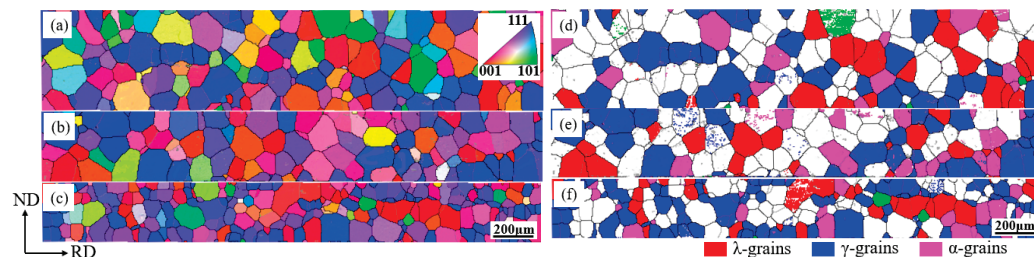 (a)
111
001 101
(b)
(c)
ND
RD
200μm
(d)
(e)
(f)
200μm
λ-grains γ-grains α-grains